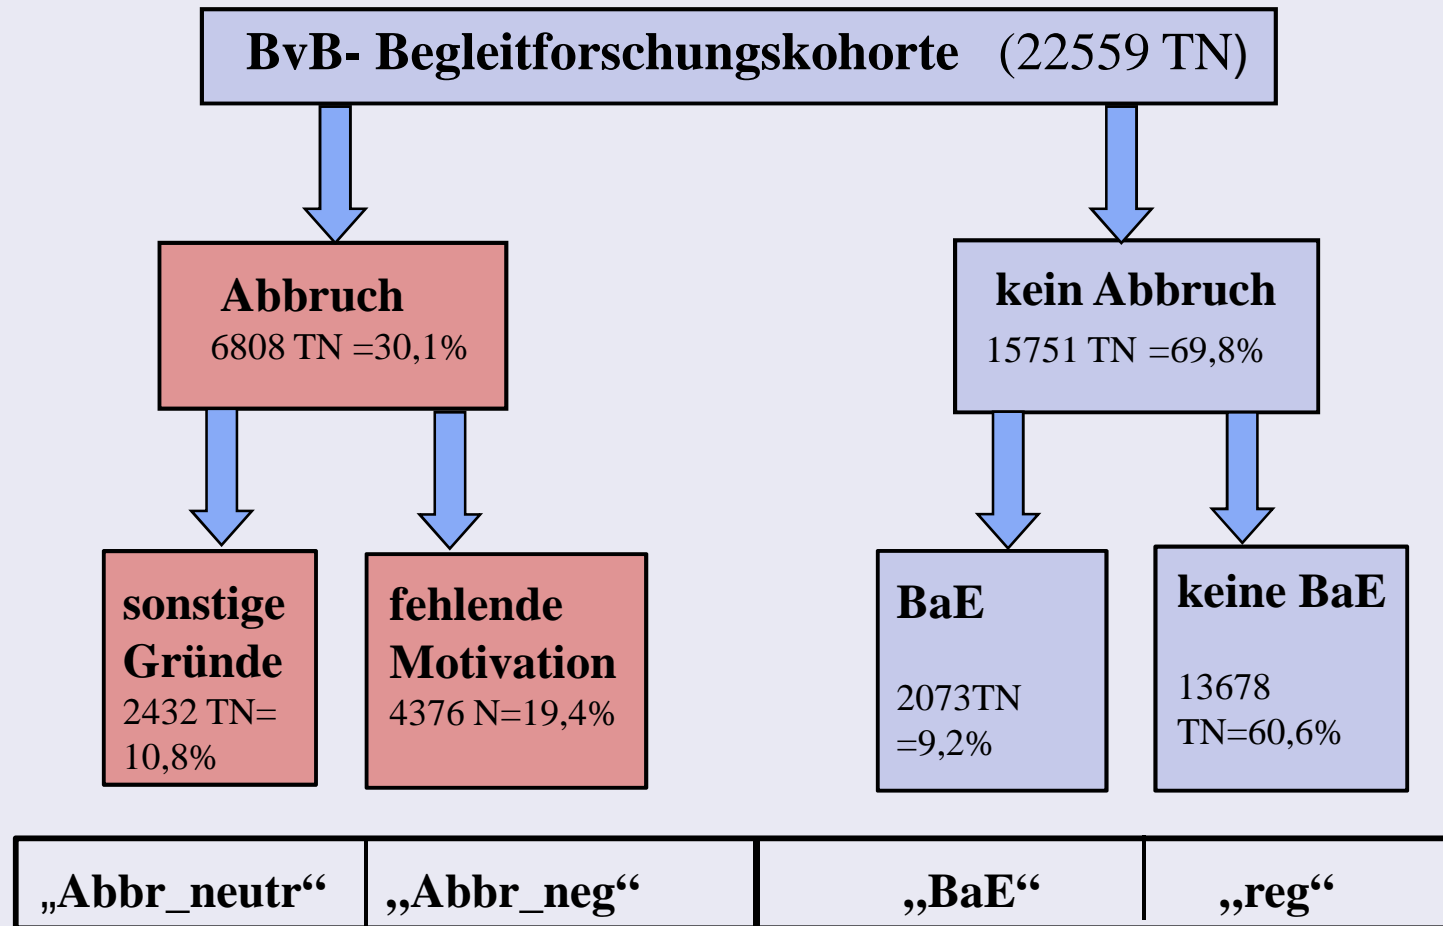 BvB- Begleitforschungskohorte (22559 TN)
Abbruch
6808 TN =30,1%
kein Abbruch
15751 TN =69,8%
sonstige
Gründe
2432 TN=
10,8%
fehlende
Motivation
4376 N=19,4%
BaE
2073TN
=9,2%
keine BaE
13678
TN=60,6%
„Abbr_neutr“
„Abbr_neg“
„BaE“
„reg“